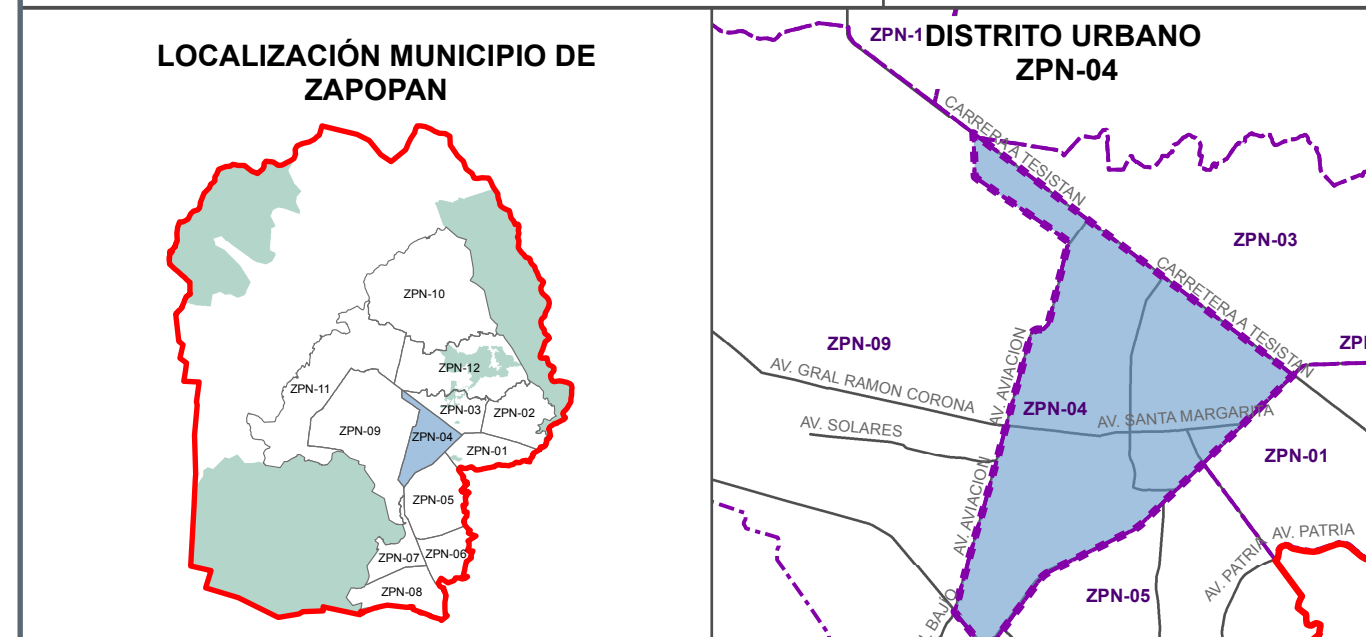 LOCALIZACIÓN MUNICIPIO DE
ZAPOPAN
ZPN-10
ZPN-12
ZPN-11
ZPN-03
ZPN-02
ZPN-09
ZPN-04
ZPN-01
ZPN-05
ZPN-07
ZPN-06
ZPN-08
ZPN-1
DISTRITO URBANO
ZPN-04
CARRERA A TESISTAN
ZPN-03
CARRETERA A TESISTAN
ZPN-09
AV. GRAL RAMON CORONA
AV. AVIACION
ZPN-04
AV. SANTA MARGARITA
AV. SOLARES
ZPN-01
AV. AVIACION
AV. PATRIA
AV. PATRIA
ZPN-05
BAJÍO